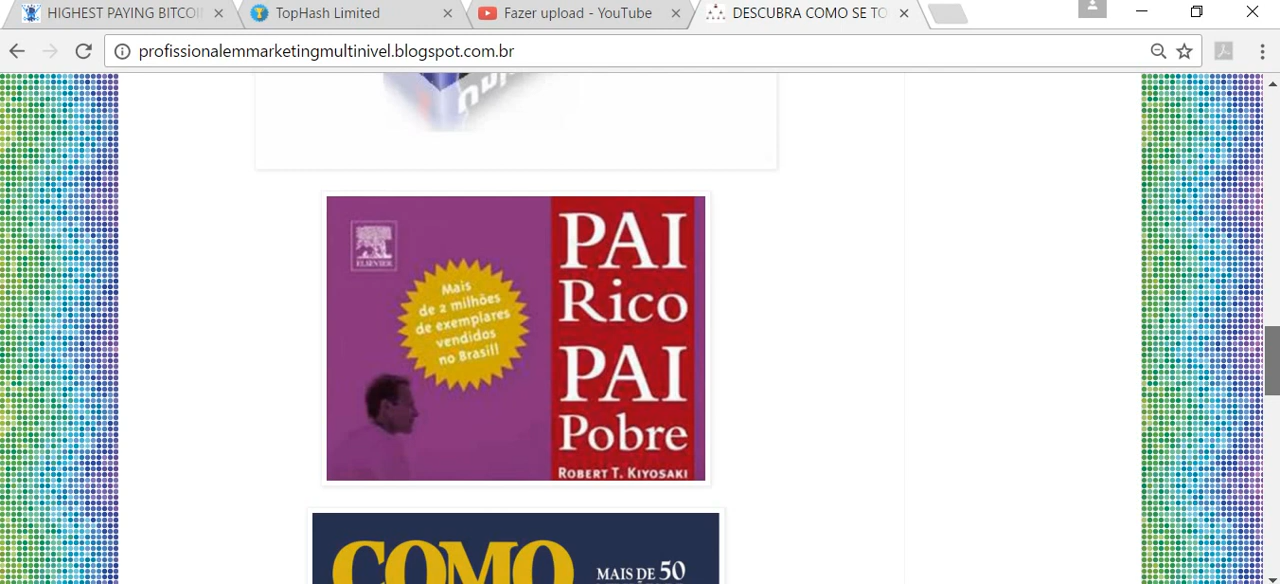 HIGHEST PAYING BITCOI
TopHash Limited
Fazer upload - YouTube
DESCUBRA COMO SE TO
profissionalemmarketingmultinivel.blogspot.com.br
ELSEVIER
Mais
de 2 milhões
de exemplares
vendidos
no Brasil!
PAI
Rico
PAI
Pobre
ROBERT T. KIYOSAKI
COMO
MAIS DE 50